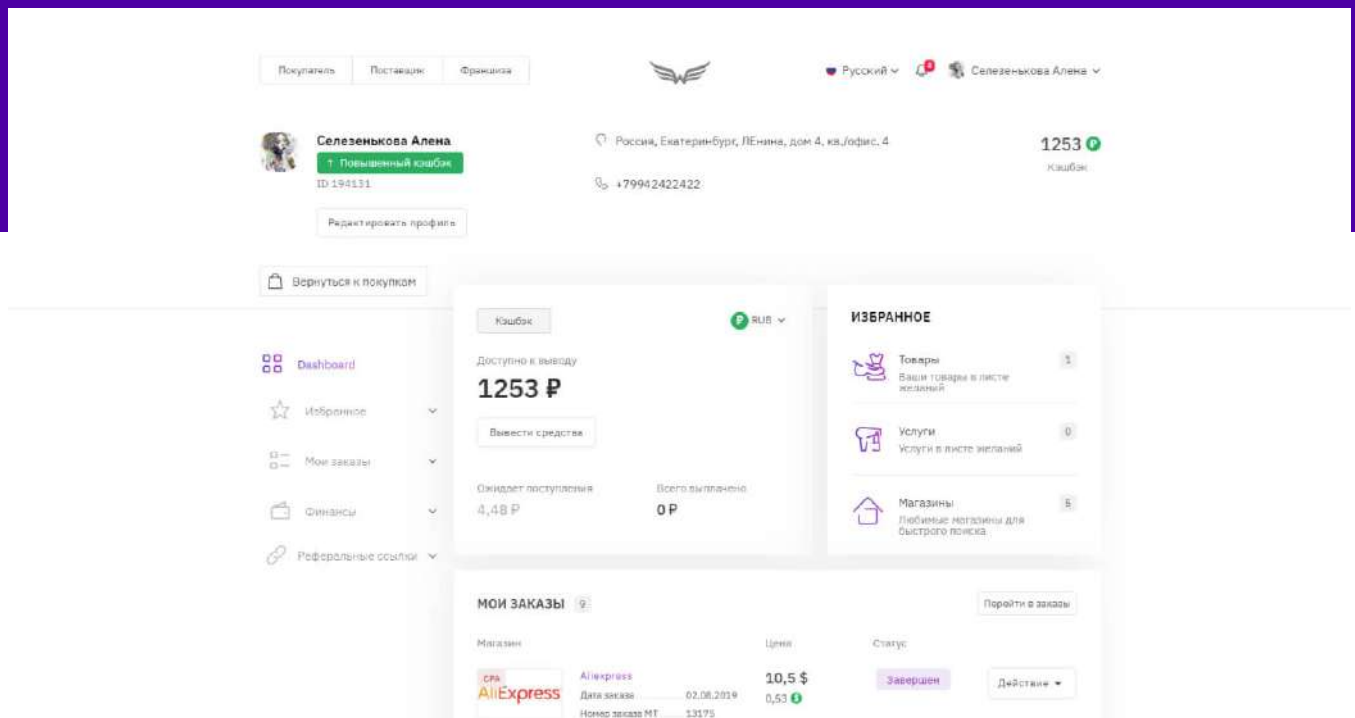 Покупатель Поставщик Франшиза
Русский 8 Селезенькова Алена
Селезенькова Алена
↑ Повышенный кэшбэк
ID 194131
Россия, Екатеринбург, ЛЕнина, дом 4, кв./офис. 4
+79942422422
1253 ₽
Кэшбэк
Редактировать профиль
Вернуться к покупкам
Dashboard
Избранное
Мои заказы
Финансы
Реферальные ссылки
Кэшбэк
₽ RUB
Доступно к выводу
1253 ₽
Вывести средства
Ожидает поступления
4,48 ₽
Всего выплачено
0 ₽
ИЗБРАННОЕ
Товары 1
Ваши товары в листе
желаний
Услуги 0
Услуги в листе желаний
Магазины 5
Любимые магазины для
быстрого поиска
МОИ ЗАКАЗЫ 9
Перейти в заказы
Магазин Цена Статус
CPA
AliExpress
Aliexpress
Дата заказа 02.08.2019
Номер заказа МТ 13175
10,5 $
0,53 $
Завершен
Действие